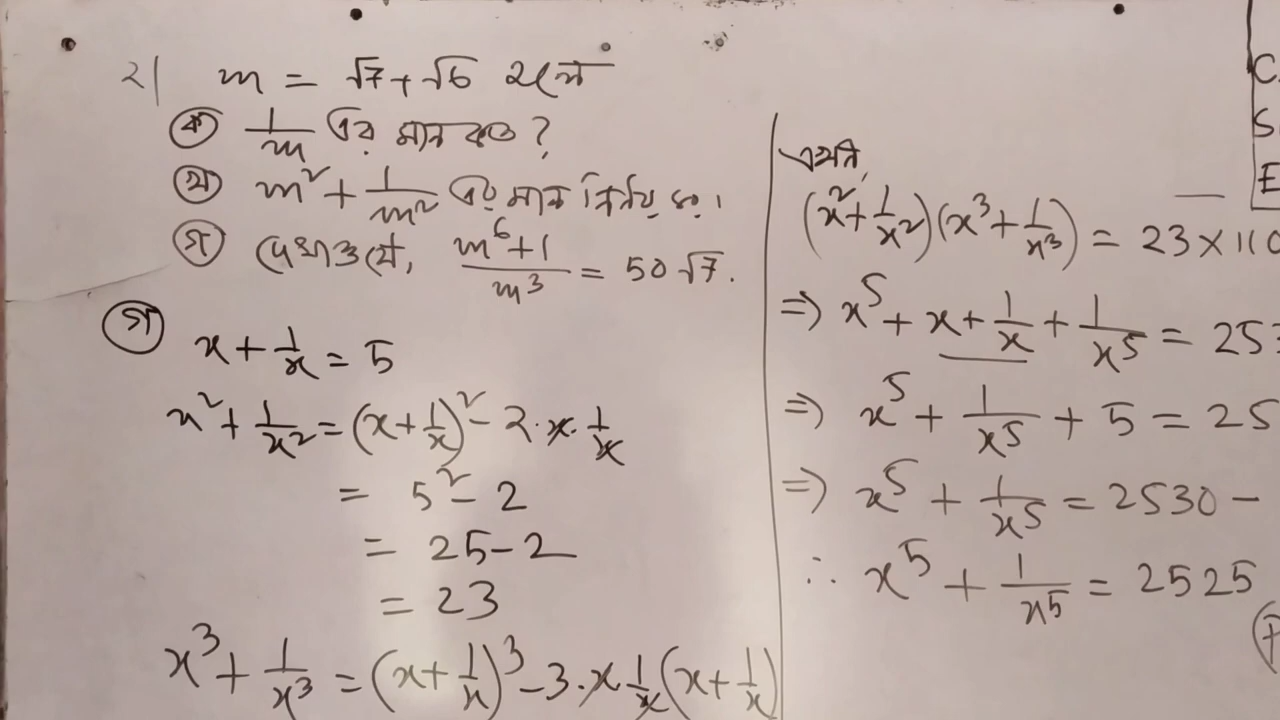 ২। m = √7 + √6 হলে
ক) 1/m এর মান কত?
খ) m² + 1/m² এর মান নির্ণয় কর।
গ) দেখাও যে, (m⁶+1)/m³ = 50√7.
গ) x + 1/x = 5
x² + 1/x² = (x + 1/x)² - 2·x·1/x
= 5² - 2
= 25 - 2
= 23
x³ + 1/x³ = (x + 1/x)³ - 3·x·1/x(x + 1/x)
এখন,
(x² + 1/x²)(x³ + 1/x³) = 23 × 110
⇒ x⁵ + x + 1/x + 1/x⁵ = 253
⇒ x⁵ + 1/x⁵ + 5 = 25
⇒ x⁵ + 1/x⁵ = 2530 -
∴ x⁵ + 1/x⁵ = 2525
C
S
E